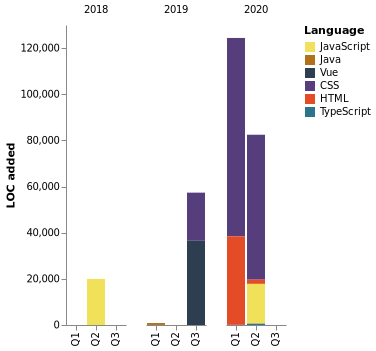 2018 2019 2020
Language
JavaScript
Java
Vue
CSS
HTML
TypeScript
LOC added
120,000
100,000
80,000
60,000
40,000
20,000
0
Q1 Q2 Q3 Q1 Q2 Q3 Q1 Q2 Q3